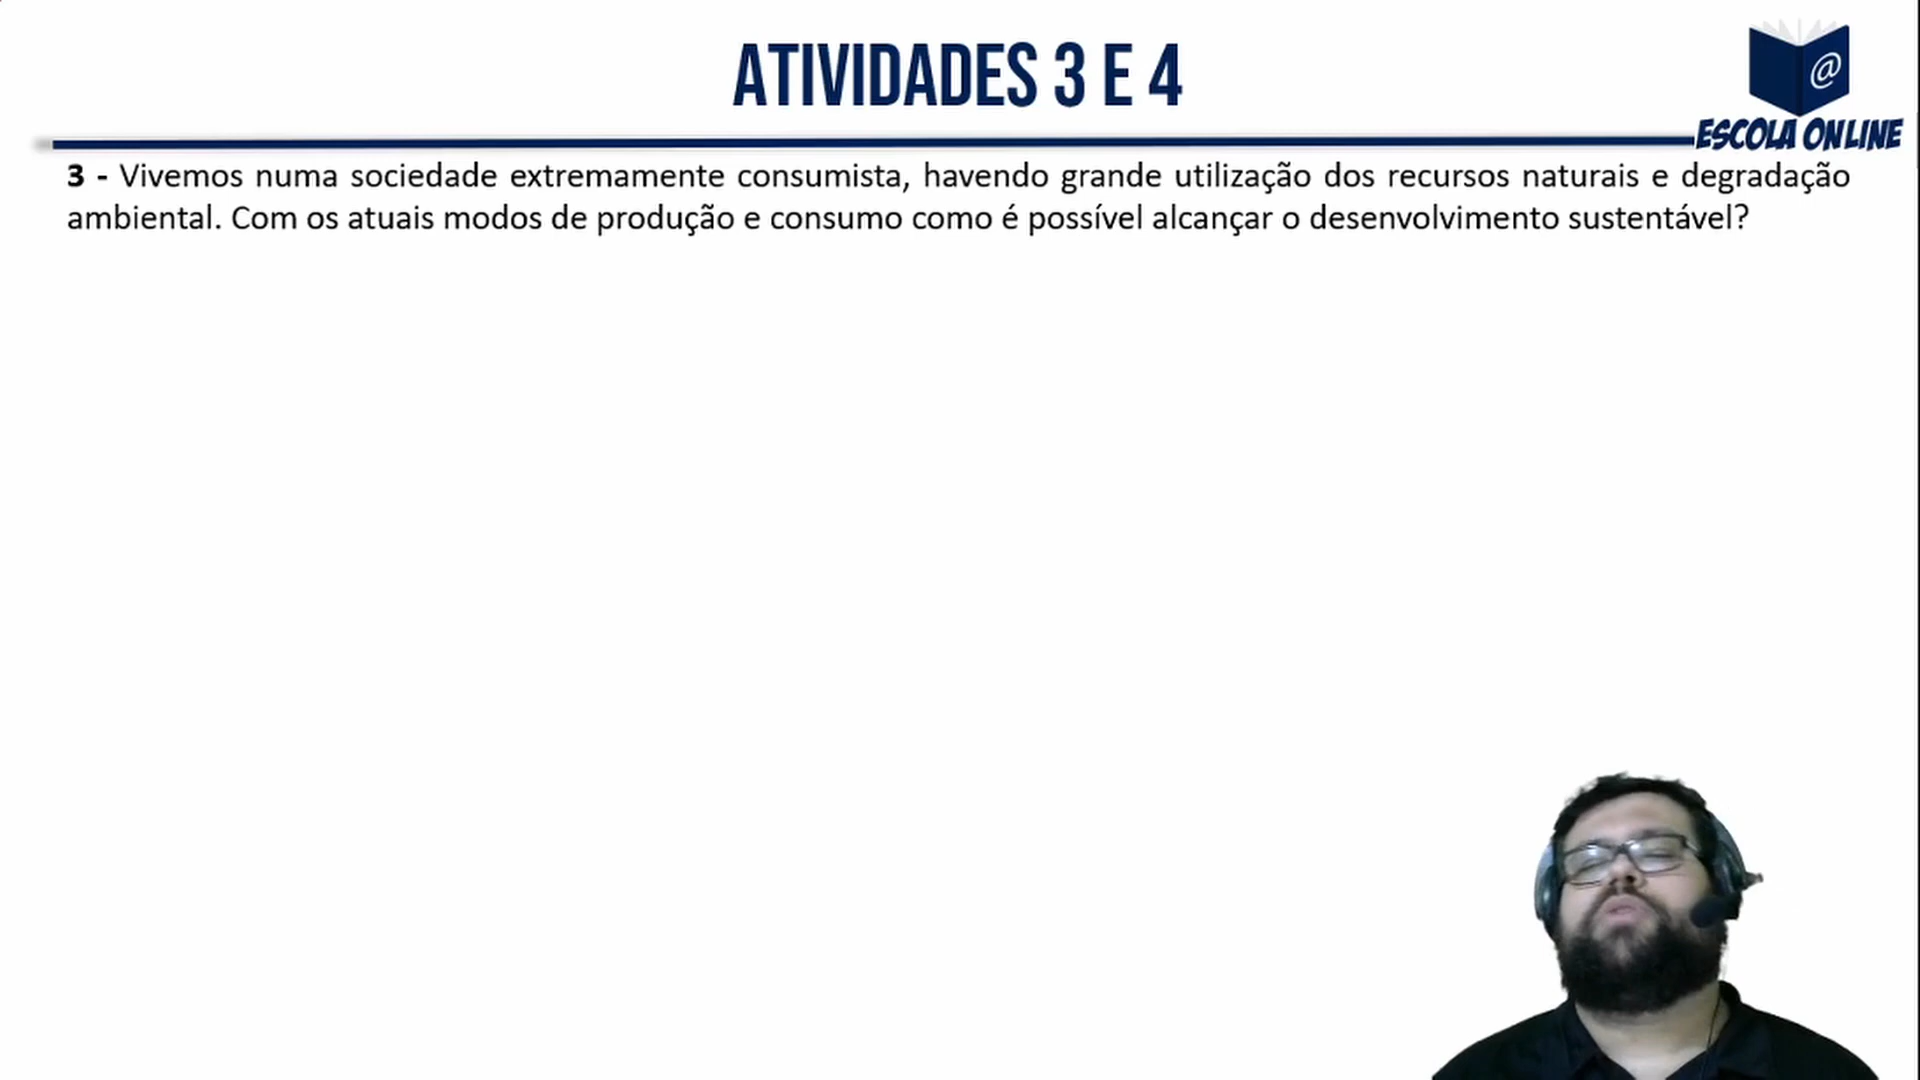 ATIVIDADES 3 E 4
@
ESCOLA ONLINE
3 - Vivemos numa sociedade extremamente consumista, havendo grande utilização dos recursos naturais e degradação
ambiental. Com os atuais modos de produção e consumo como é possível alcançar o desenvolvimento sustentável?